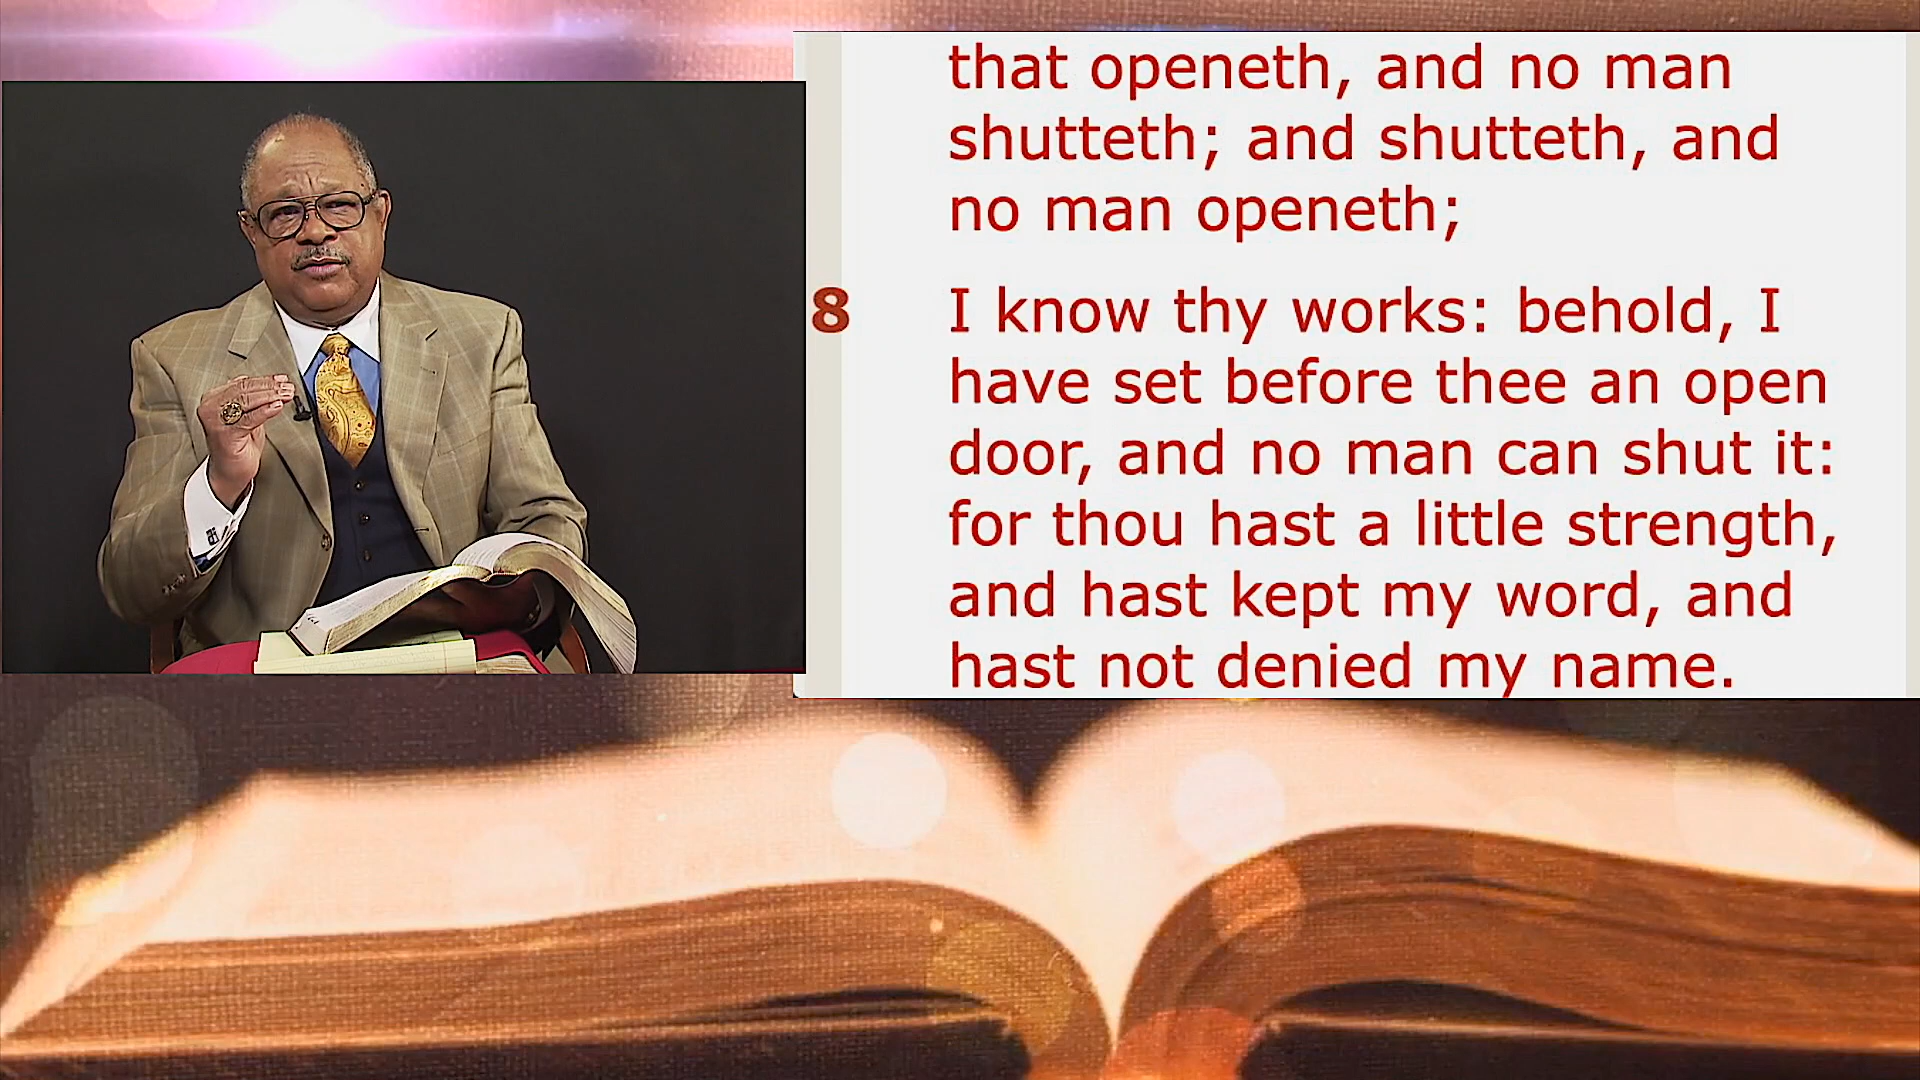 that openeth, and no man
shutteth; and shutteth, and
no man openeth;
8 I know thy works: behold, I
have set before thee an open
door, and no man can shut it:
for thou hast a little strength,
and hast kept my word, and
hast not denied my name.